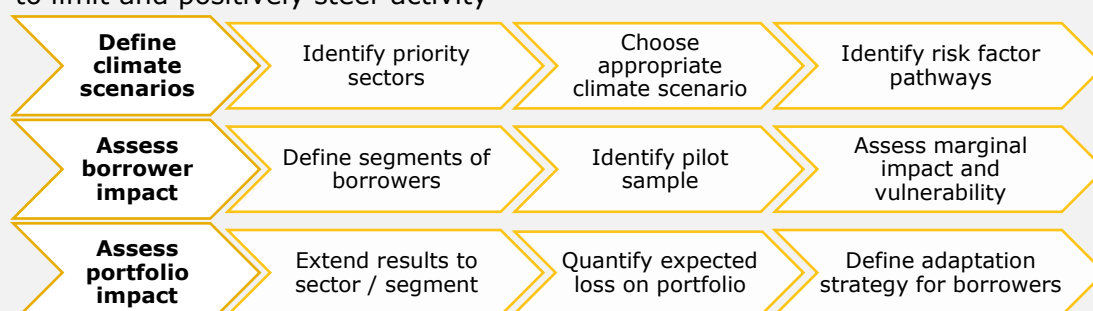 to limit and positively steer activity
Define
climate
scenarios
Identify priority
sectors
Choose
appropriate
climate scenario
Identify risk factor
pathways
Assess
borrower
impact
Define segments of
borrowers
Identify pilot
sample
Assess marginal
impact and
vulnerability
Assess
portfolio
impact
Extend results to
sector / segment
Quantify expected
loss on portfolio
Define adaptation
strategy for borrowers